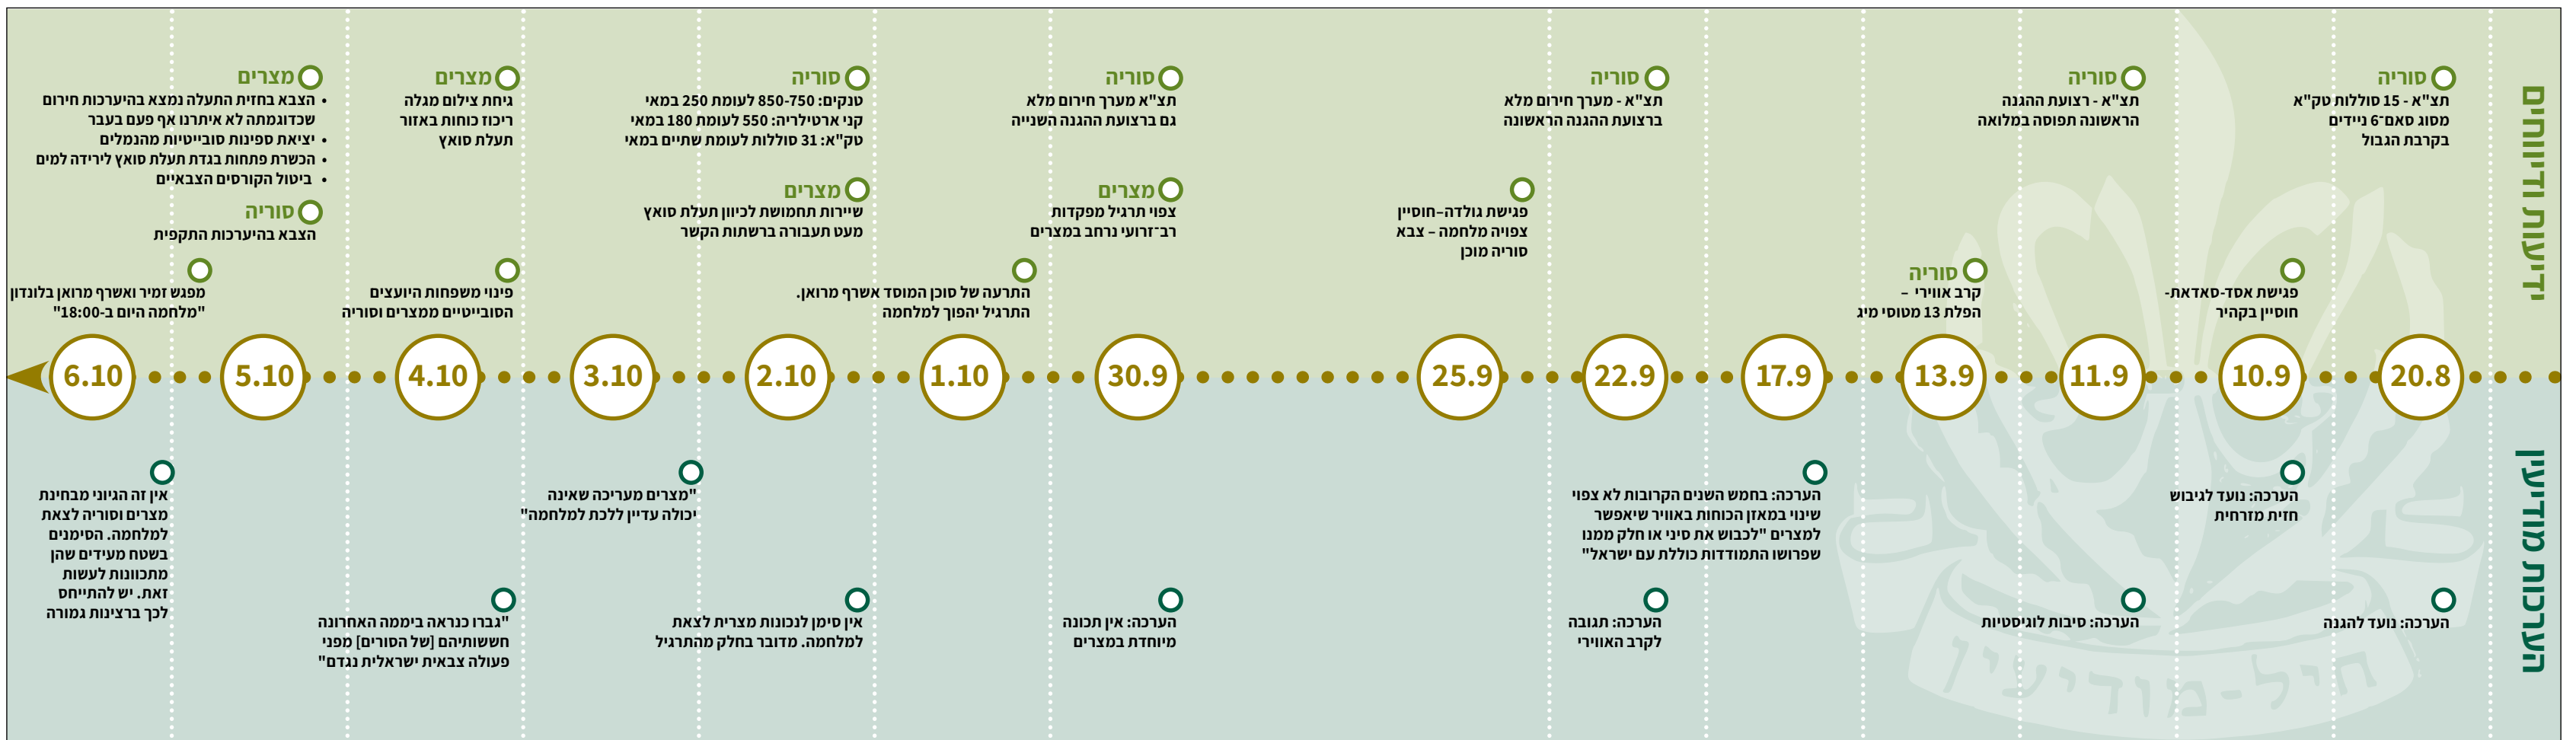 ידיעות ודיווחים
סוריה
תצ"א - 15 סוללות טק"א
מסוג סאם־6 ניידים
בקרבת הגבול
פגישת אסד-סאדאת-
חוסיין בקהיר
סוריה
תצ"א - רצועת ההגנה
הראשונה תפוסה במלואה
סוריה
קרב אווירי –
הפלת 13 מטוסי מיג
סוריה
תצ"א - מערך חירום מלא
ברצועת ההגנה הראשונה
פגישת גולדה–חוסיין
צפויה מלחמה – צבא
סוריה מוכן
סוריה
תצ"א מערך חירום מלא
גם ברצועת ההגנה השנייה
מצרים
צפוי תרגיל מפקדות
רב־זרועי נרחב במצרים
התרעה של סוכן המוסד אשרף מרואן.
התרגיל יהפוך למלחמה
סוריה
טנקים: 850-750 לעומת 250 במאי
קני ארטילריה: 550 לעומת 180 במאי
טק"א: 31 סוללות לעומת שתיים במאי
מצרים
שיירות תחמושת לכיוון תעלת סואץ
מעט תעבורה ברשתות הקשר
מצרים
גיחת צילום מגלה
ריכוז כוחות באזור
תעלת סואץ
פינוי משפחות היועצים
הסובייטיים ממצרים וסוריה
מצרים
• הצבא בחזית התעלה נמצא בהיערכות חירום
שכדוגמתה לא איתרנו אף פעם בעבר
• יציאת ספינות סובייטיות מהנמלים
• הכשרת פתחות בגדת תעלת סואץ לירידה למים
• ביטול הקורסים הצבאיים
סוריה
הצבא בהיערכות התקפית
מפגש זמיר ואשרף מרואן בלונדון
"מלחמה היום ב-18:00"
20.8
10.9
11.9
13.9
17.9
22.9
25.9
30.9
1.10
2.10
3.10
4.10
5.10
6.10
הערכות מודיעין
הערכה: נועד להגנה
הערכה: נועד לגיבוש
חזית מזרחית
הערכה: סיבות לוגיסטיות
הערכה: בחמש השנים הקרובות לא צפוי
שינוי במאזן הכוחות באוויר שיאפשר
למצרים "לכבוש את סיני או חלק ממנו
שפרושו התמודדות כוללת עם ישראל"
הערכה: תגובה
לקרב האווירי
הערכה: אין תכונה
מיוחדת במצרים
אין סימן לנכונות מצרית לצאת
למלחמה. מדובר בחלק מהתרגיל
"מצרים מעריכה שאינה
יכולה עדיין ללכת למלחמה"
"גברו כנראה ביממה האחרונה
חששותיהם [של הסורים] מפני
פעולה צבאית ישראלית נגדם"
אין זה הגיוני מבחינת
מצרים וסוריה לצאת
למלחמה. הסימנים
בשטח מעידים שהן
מתכוונות לעשות
זאת. יש להתייחס
לכך ברצינות גמורה
חיל-מודיעין